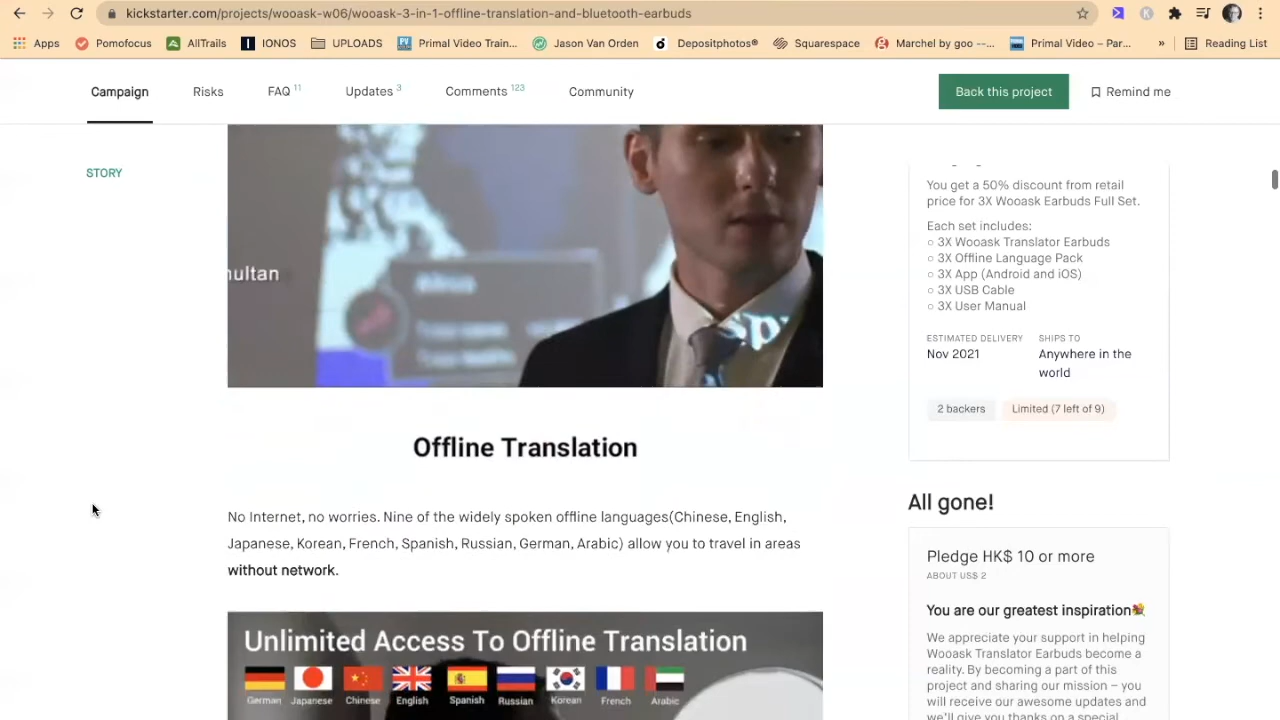 kickstarter.com/projects/wooask-w06/wooask-3-in-1-offline-translation-and-bluetooth-earbuds
Apps
Pomofocus
AllTrails
IONOS
UPLOADS
Primal Video Train...
Jason Van Orden
Depositphotos®
Squarespace
Marchel by goo --...
Primal Video – Par...
»
Reading List
Campaign
Risks
FAQ 11
Updates 3
Comments 123
Community
Back this project
Remind me
STORY
Offline Translation
No Internet, no worries. Nine of the widely spoken offline languages(Chinese, English,
Japanese, Korean, French, Spanish, Russian, German, Arabic) allow you to travel in areas
without network.
Unlimited Access To Offline Translation
German
Japanese
Chinese
English
Spanish
Russian
Korean
French
Arabic
You get a 50% discount from retail
price for 3X Wooask Earbuds Full Set.
Each set includes:
○ 3X Wooask Translator Earbuds
○ 3X Offline Language Pack
○ 3X App (Android and iOS)
○ 3X USB Cable
○ 3X User Manual
ESTIMATED DELIVERY
Nov 2021
SHIPS TO
Anywhere in the
world
2 backers
Limited (7 left of 9)
All gone!
Pledge HK$ 10 or more
ABOUT US$ 2
You are our greatest inspiration💐
We appreciate your support in helping
Wooask Translator Earbuds become a
reality. By becoming a part of this
project and sharing our mission – you
will receive our awesome updates and
we'll give you thanks on a special